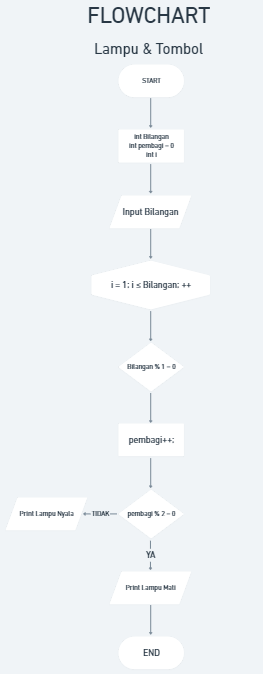 FLOWCHART
Lampu & Tombol
START
int Bilangan
int pembagi = 0
int i
Input Bilangan
i = 1: i ≤ Bilangan: ++
Bilangan % 1 = 0
pembagi++:
pembagi % 2 = 0
TIDAK
Print Lampu Nyala
YA
Print Lampu Mati
END